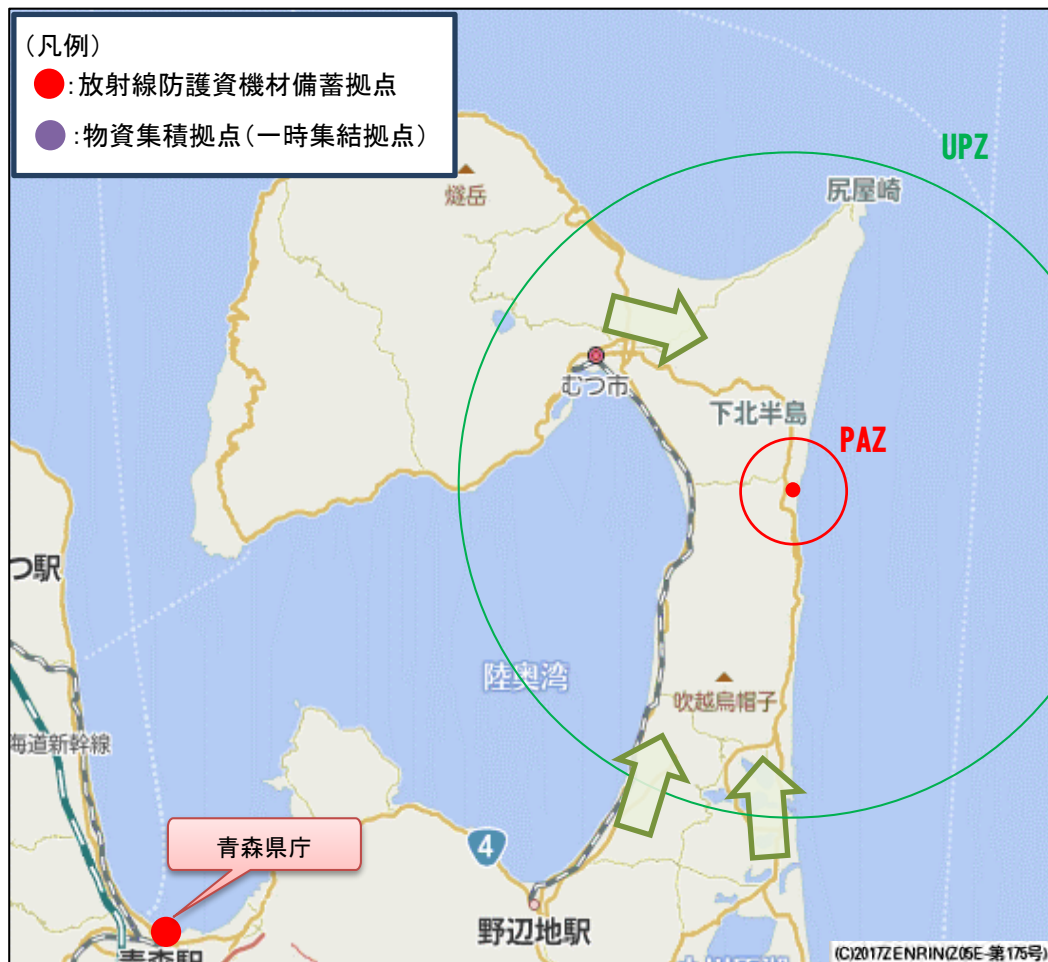 (凡例)
:放射線防護資機材備蓄拠点
:物資集積拠点(一時集結拠点)
UPZ
尻屋崎
燧岳
むつ市
下北半島
PAZ
つ駅
陸奥湾
吹越烏帽子
海道新幹線
青森県庁
4
野辺地駅
青森駅
(C)2017ZENRIN(Z05E-第175号)